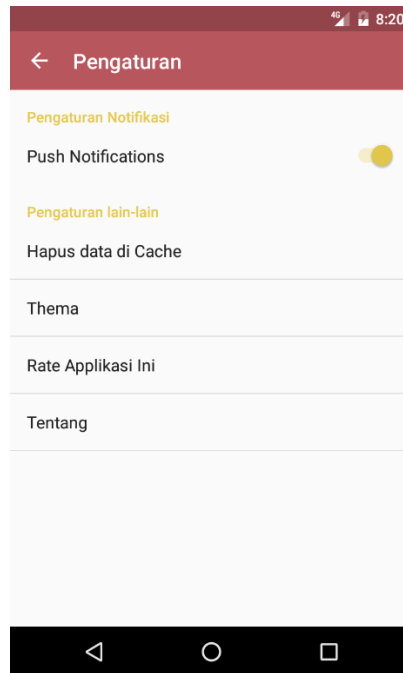 4G 8:20
Pengaturan
Pengaturan Notifikasi
Push Notifications
Pengaturan lain-lain
Hapus data di Cache
Thema
Rate Applikasi Ini
Tentang